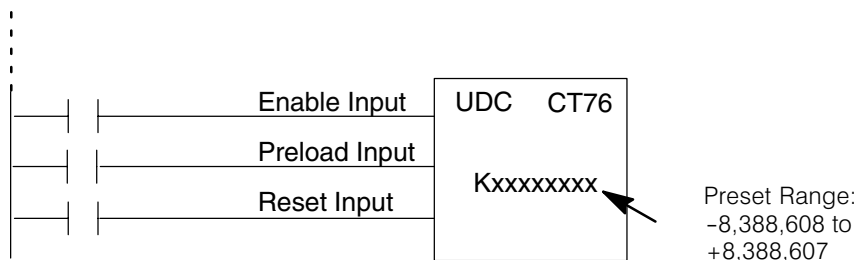 Enable Input
UDC CT76
Preload Input
Kxxxxxxxx
Reset Input
Preset Range:
–8,388,608 to
+8,388,607